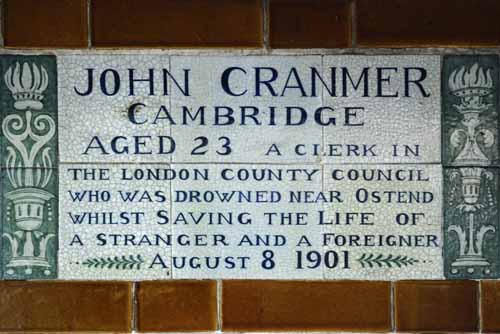 JOHN CRANMER
CAMBRIDGE
AGED 23 A CLERK IN
THE LONDON COUNTY COUNCIL
WHO WAS DROWNED NEAR OSTEND
WHILST SAVING THE LIFE OF
A STRANGER AND A FOREIGNER
AUGUST 8 1901